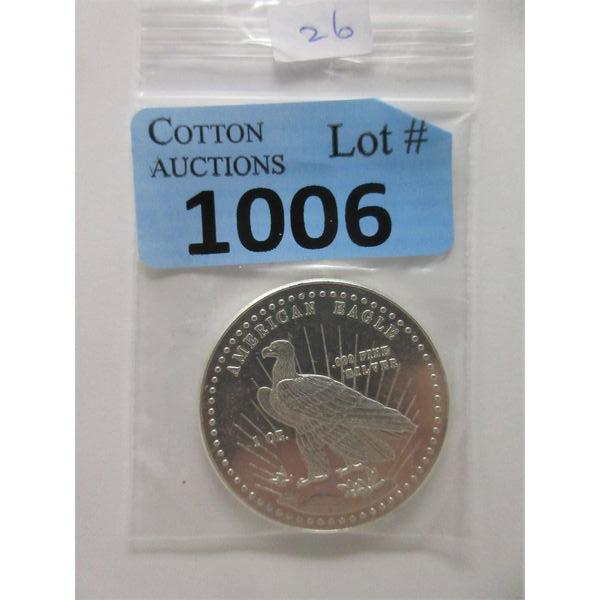 26
COTTON
AUCTIONS
Lot #
1006
AMERICAN EAGLE
.999 FINE
SILVER
1 OZ.